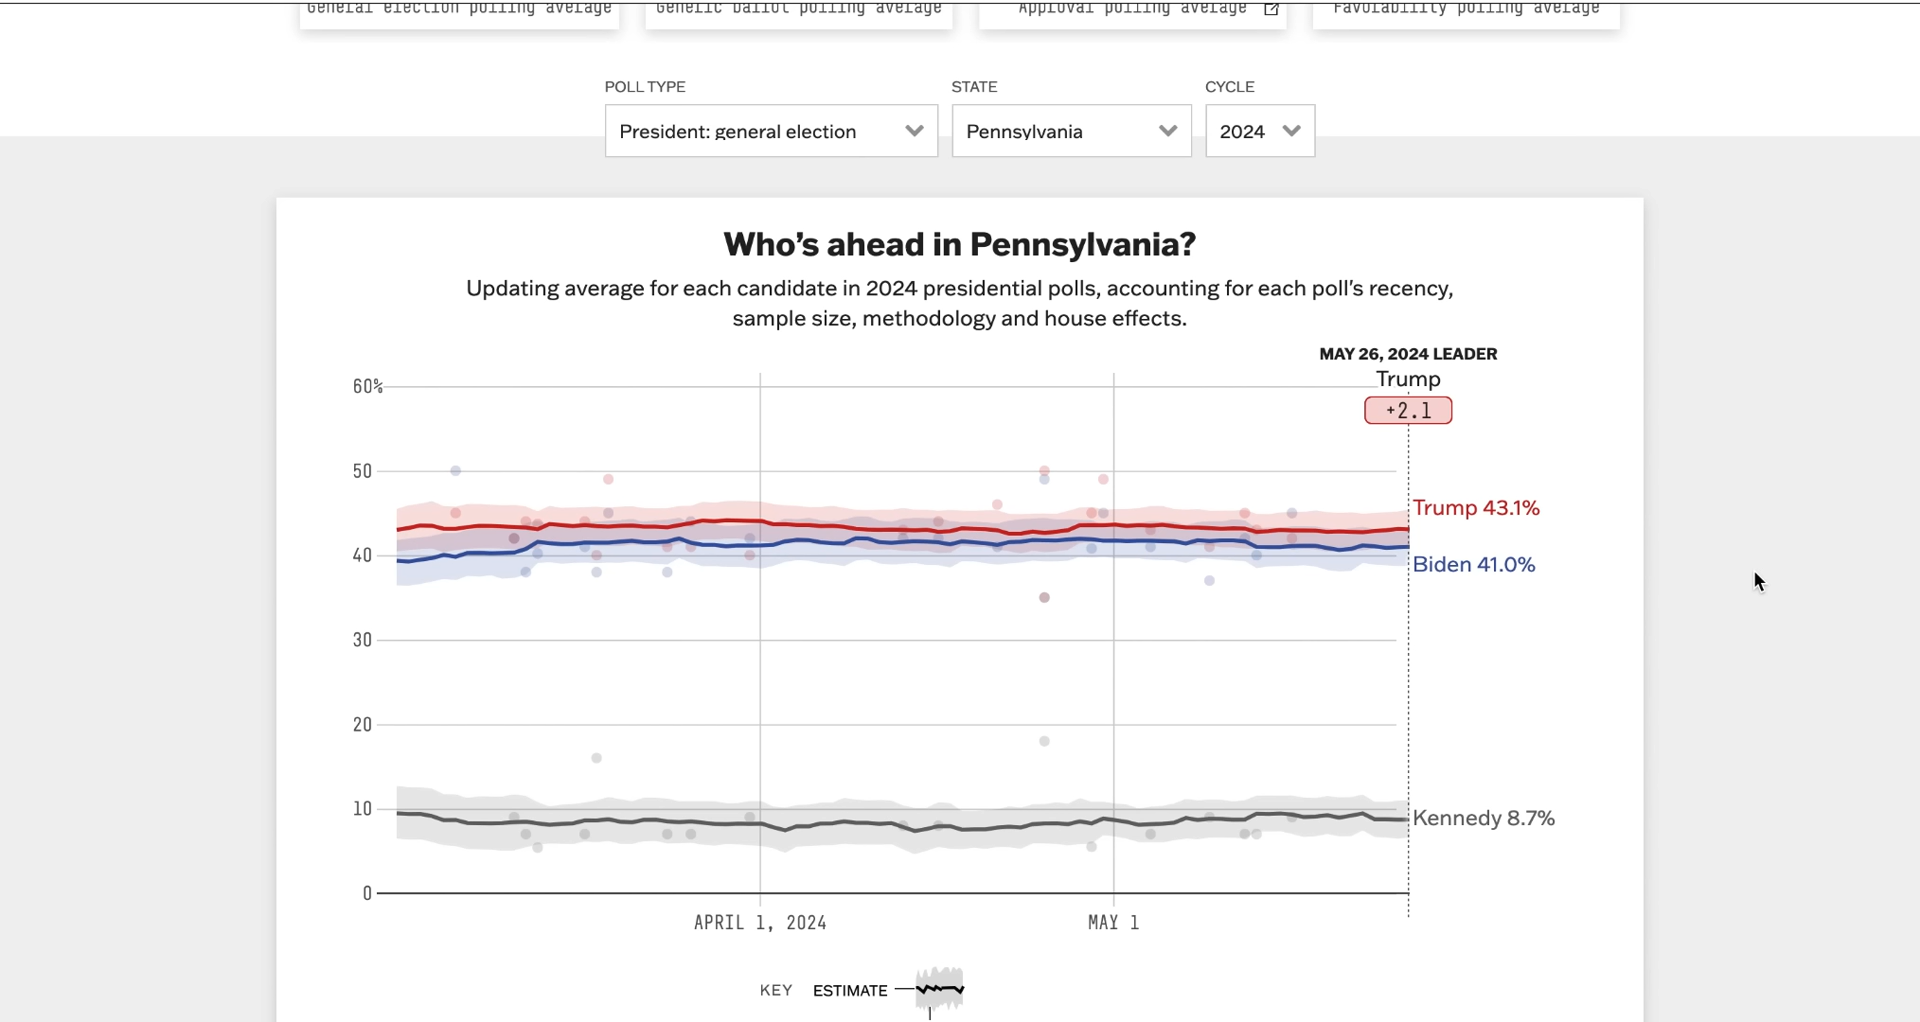 General election polling average
Generic ballot polling average
Approval polling average
Favorability polling average
POLL TYPE
STATE
CYCLE
President: general election
Pennsylvania
2024
Who’s ahead in Pennsylvania?
Updating average for each candidate in 2024 presidential polls, accounting for each poll’s recency,
sample size, methodology and house effects.
MAY 26, 2024 LEADER
Trump
+2.1
60%
50
40
30
20
10
0
Trump 43.1%
Biden 41.0%
Kennedy 8.7%
APRIL 1, 2024
MAY 1
KEY
ESTIMATE